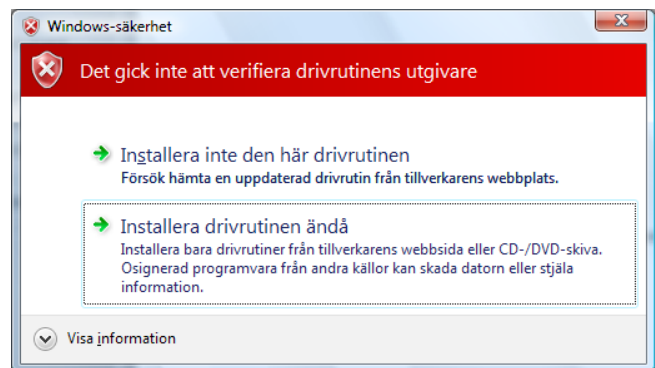 Windows-säkerhet
Det gick inte att verifiera drivrutinens utgivare
Installera inte den här drivrutinen
Försök hämta en uppdaterad drivrutin från tillverkarens webbplats.
Installera drivrutinen ändå
Installera bara drivrutiner från tillverkarens webbsida eller CD-/DVD-skiva.
Osignerad programvara från andra källor kan skada datorn eller stjäla
information.
Visa information